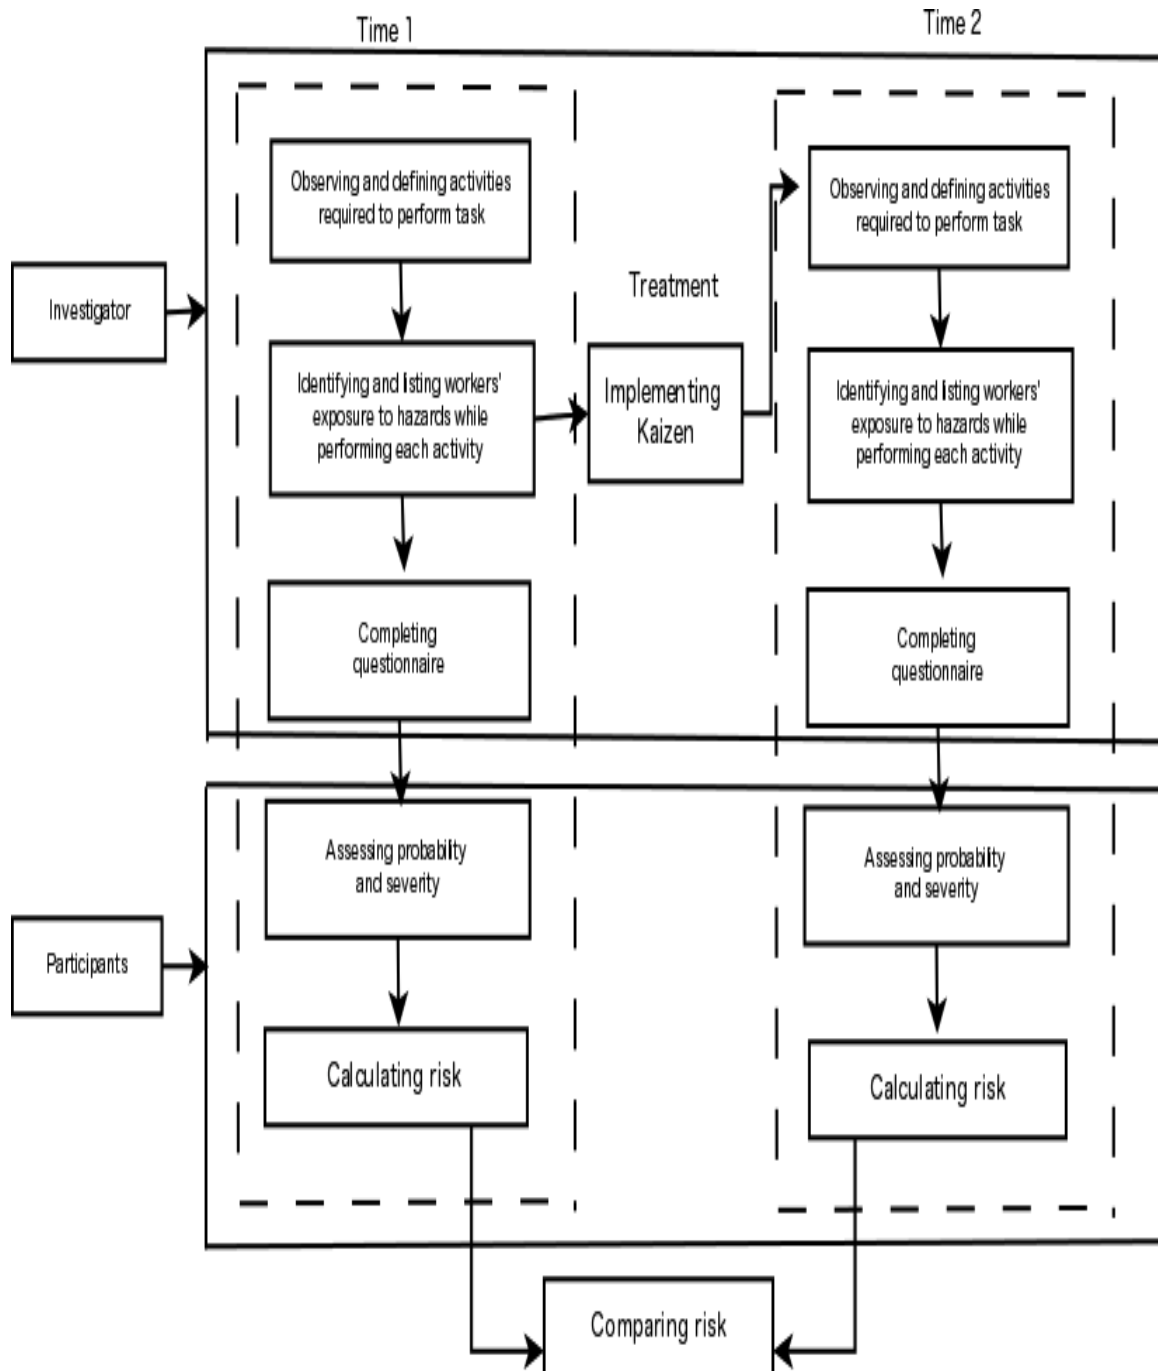 Time 1
Time 2
Observing and defining activities
required to perform task
Observing and defining activities
required to perform task
Investigator
Treatment
Identifying and listing workers'
exposure to hazards while
performing each activity
Implementing
Kaizen
Identifying and listing workers'
exposure to hazards while
performing each activity
Completing
questionnaire
Completing
questionnaire
Assessing probability
and severity
Assessing probability
and severity
Participants
Calculating risk
Calculating risk
Comparing risk